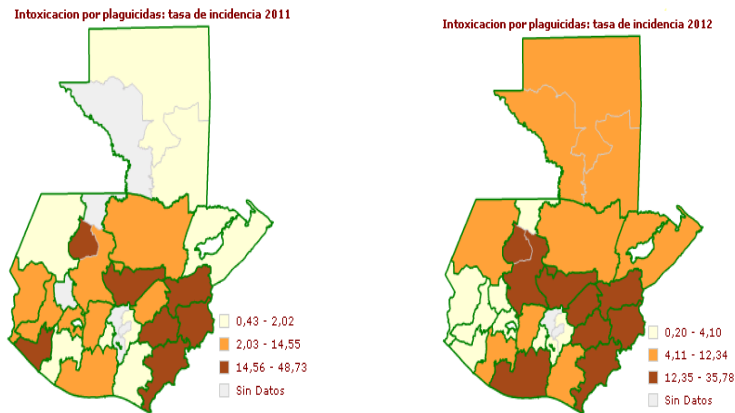 Intoxicacion por plaguicidas: tasa de incidencia 2011
0,43 - 2,02
2,03 - 14,55
14,56 - 48,73
Sin Datos
Intoxicacion por plaguicidas: tasa de incidencia 2012
0,20 - 4,10
4,11 - 12,34
12,35 - 35,78
Sin Datos